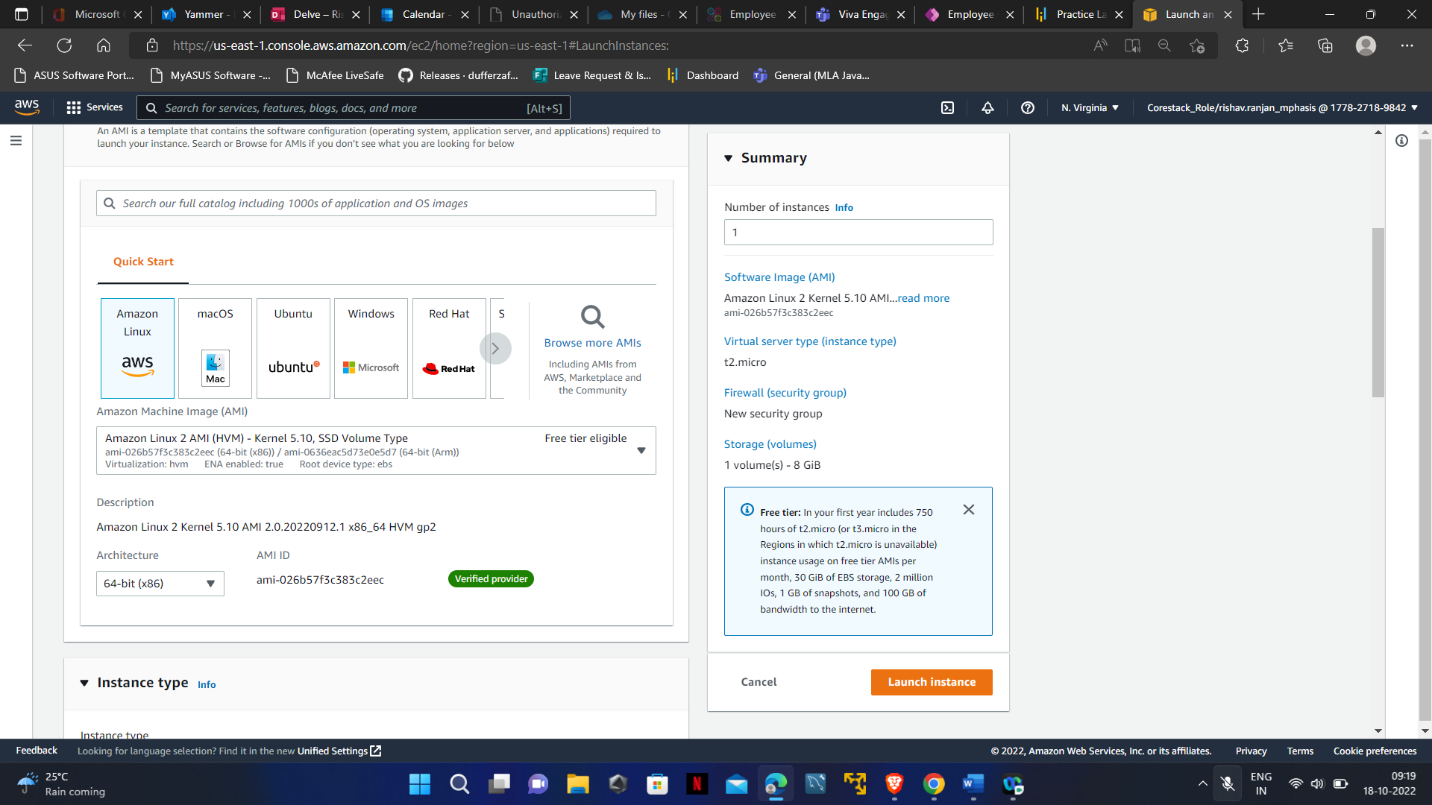 Microsoft
Yammer -
Delve – Ri
Calendar -
Unauthori
My files -
Employee
Viva Enga
Employee
Practice La
Launch an
https://us-east-1.console.aws.amazon.com/ec2/home?region=us-east-1#LaunchInstances:
ASUS Software Port...
MyASUS Software -...
McAfee LiveSafe
Releases · dufferzaf...
Leave Request & Is...
Dashboard
General (MLA Java...
aws
Services
Search for services, features, blogs, docs, and more
[Alt+S]
N. Virginia
Corestack_Role/rishav.ranjan_mphasis @ 1778-2718-9842
An AMI is a template that contains the software configuration (operating system, application server, and applications) required to
launch your instance. Search or Browse for AMIs if you don't see what you are looking for below
Search our full catalog including 1000s of application and OS images
Quick Start
Amazon
Linux
aws
macOS
Mac
Ubuntu
ubuntu
Windows
Microsoft
Red Hat
Red Hat
S
Browse more AMIs
Including AMIs from
AWS, Marketplace and
the Community
Amazon Machine Image (AMI)
Amazon Linux 2 AMI (HVM) - Kernel 5.10, SSD Volume Type
Free tier eligible
ami-026b57f3c383c2eec (64-bit (x86)) / ami-0636eac5d73e0e5d7 (64-bit (Arm))
Virtualization: hvm ENA enabled: true Root device type: ebs
Description
Amazon Linux 2 Kernel 5.10 AMI 2.0.20220912.1 x86_64 HVM gp2
Architecture
AMI ID
64-bit (x86)
ami-026b57f3c383c2eec
Verified provider
Instance type Info
Instance type
Summary
Number of instances Info
1
Software Image (AMI)
Amazon Linux 2 Kernel 5.10 AMI...read more
ami-026b57f3c383c2eec
Virtual server type (instance type)
t2.micro
Firewall (security group)
New security group
Storage (volumes)
1 volume(s) - 8 GiB
Free tier: In your first year includes 750
hours of t2.micro (or t3.micro in the
Regions in which t2.micro is unavailable)
instance usage on free tier AMIs per
month, 30 GiB of EBS storage, 2 million
IOs, 1 GB of snapshots, and 100 GB of
bandwidth to the internet.
Cancel
Launch instance
Feedback
Looking for language selection? Find it in the new Unified Settings
© 2022, Amazon Web Services, Inc. or its affiliates.
Privacy
Terms
Cookie preferences
25°C
Rain coming
ENG
IN
09:19
18-10-2022